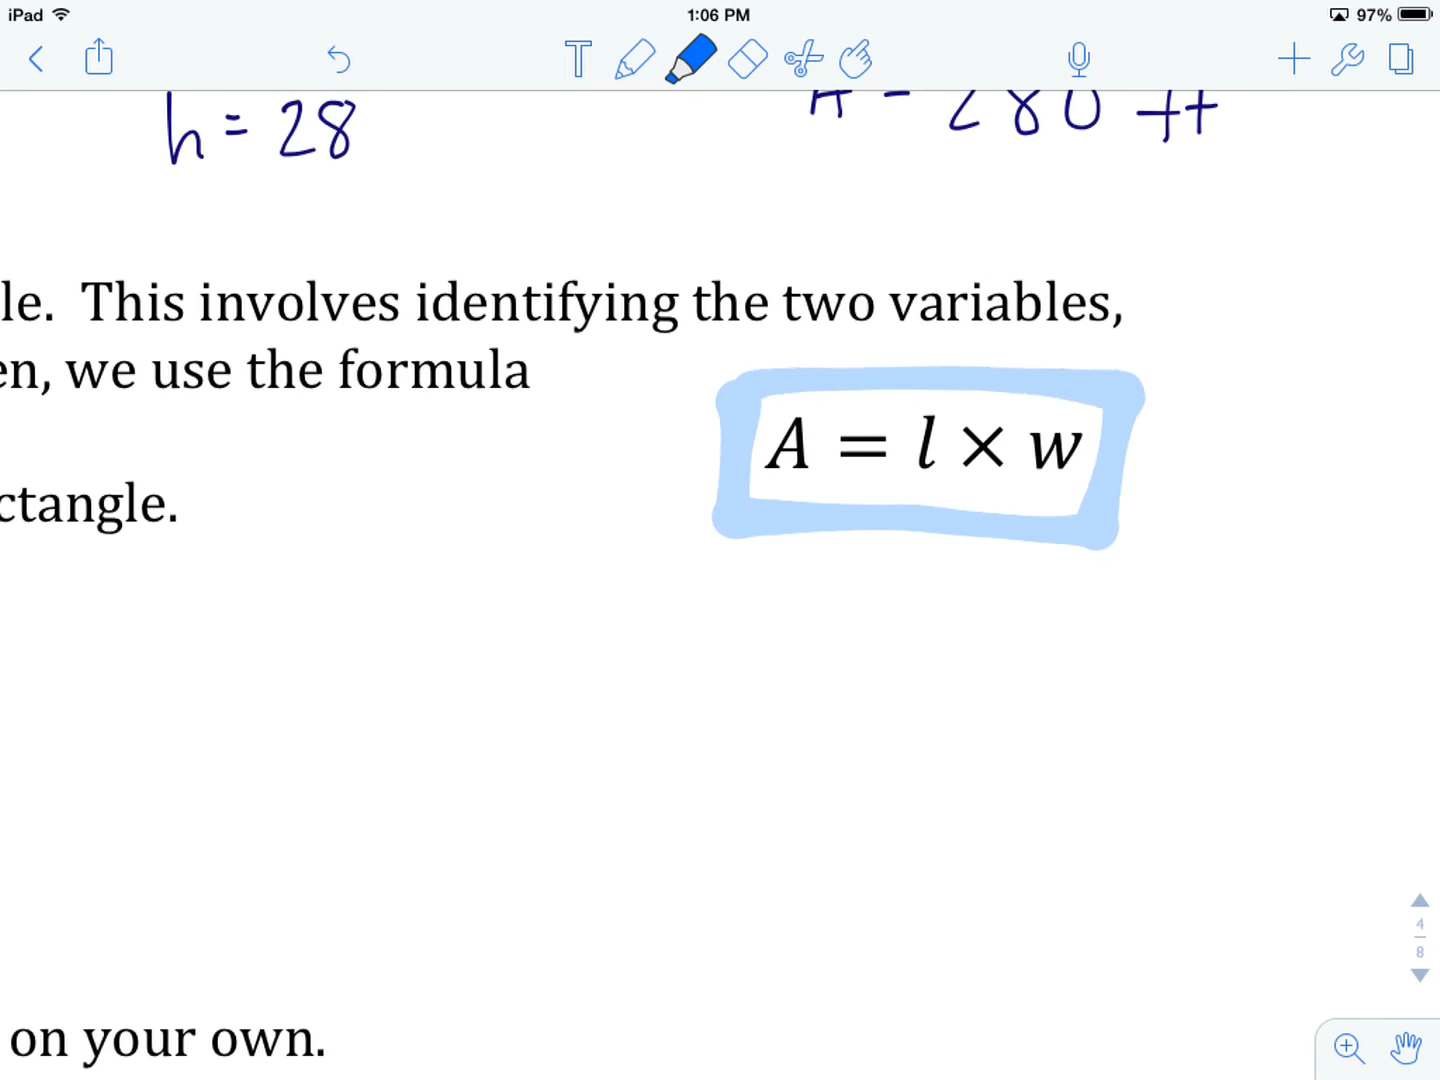 iPad 1:06 PM 97%
T
h = 28 A = 280 ft
le. This involves identifying the two variables,
en, we use the formula
A = l × w
ctangle.
4
8
on your own.